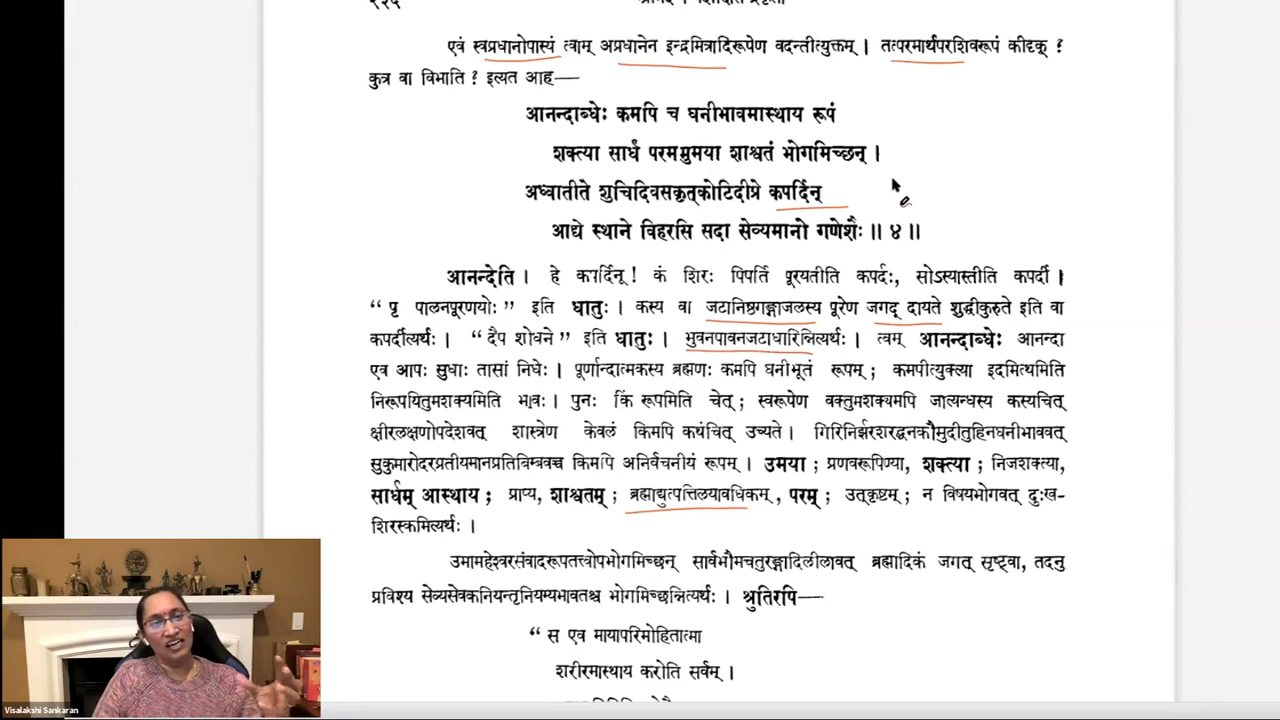 २२८
एवं स्वप्रधानोपास्यं त्वाम् अप्रधानेन इन्द्रमित्रादिरूपेण वदन्तीत्युक्तम् । तत्परमार्थपरशिवरूपं कीदृक् ?
कुत्र वा विभाति ? इत्यत आह—
आनन्दाब्धेः कमपि च घनीभावमास्थाय रूपं
शक्त्या सार्धं परममुमया शाश्वतं भोगमिच्छन् ।
अध्वातीते शुचिदिवसकृत्कोटिदीप्रे कपर्दिन्
आद्ये स्थाने विहरसि सदा सेव्यमानो गणेशैः ॥ ४ ॥
आनन्देति । हे कपर्दिन् ! कं शिरः पिपर्ति पूरयतीति कपर्दः, सोऽस्यास्तीति कपर्दी ।
“ पृ पालनपूरणयोः ” इति धातुः । कस्य वा जटानिष्ठगङ्गाजलस्य पूरेण जगद् दायते शुद्धीकुरुते इति वा
कपर्दीत्यर्थः । “ दैप शोधने ” इति धातुः । भुवनपावनजटाधारिन्नित्यर्थः । त्वम् आनन्दाब्धेः आनन्दा
एव आपः सुधाः तासां निधेः । पूर्णान्दात्मकस्य ब्रह्मणः कमपि घनीभूतं रूपम् ; कमपीत्युक्त्या इदमित्थमिति
निरूपयितुमशक्यमिति भावः । पुनः किं रूपमिति चेत् ; स्वरूपेण वक्तुमशक्यमपि जात्यन्धस्य कस्यचित्
क्षीरलक्षणोपदेशवत् शास्त्रेण केवलं किमपि कथंचित् उच्यते । गिरिनिर्झरशरद्घनकौमुदीतुहिनघनीभाववत्
सुकुमारोदरप्रतीयमानप्रतिबिम्बवच्च किमपि अनिर्वचनीयं रूपम् । उमया ; प्रणवरूपिण्या, शक्त्या ; निजशक्त्या,
सार्धम् आस्थाय ; प्राप्य, शाश्वतम् ; ब्रह्माद्युत्पत्तिलयावधिकम् , परम् ; उत्कृष्टम् ; न विषयभोगवत् दुःख-
शिरस्कमित्यर्थः ।
उमामहेश्वरसंवादरूपतत्त्वोपभोगमिच्छन् सार्वभौमचतुरङ्गादिलीलावत् ब्रह्मादिकं जगत् सृष्ट्वा, तदनु
प्रविश्य सेव्यसेवकनियन्तृनियम्यभावतश्च भोगमिच्छन्नित्यर्थः । श्रुतिरपि—
“ स एव मायापरिमोहितात्मा
शरीरमास्थाय करोति सर्वम् ।
Visalakshi Sankaran